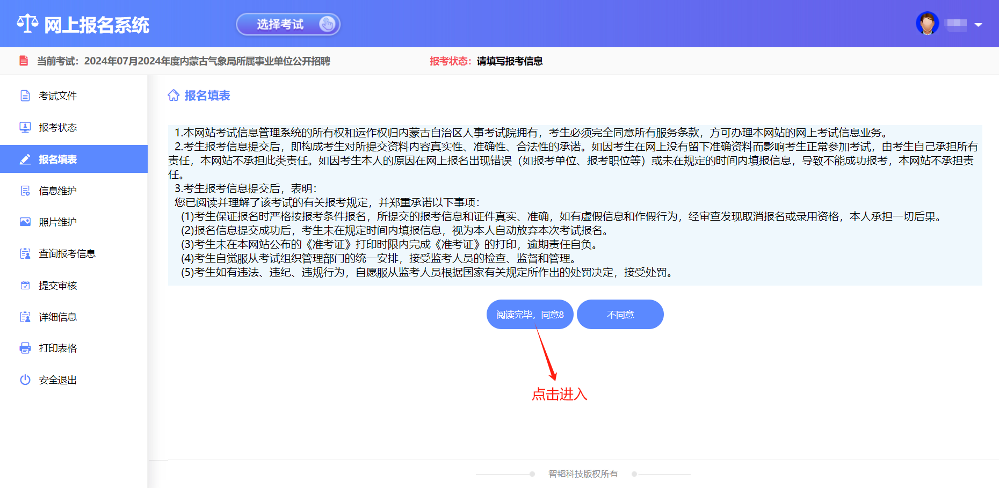 网上报名系统
选择考试
当前考试：2024年07月2024年度内蒙古气象局所属事业单位公开招聘
报考状态：请填写报考信息
考试文件
报考状态
报名填表
信息维护
照片维护
查询报考信息
提交审核
详细信息
打印表格
安全退出
报名填表
1.本网站考试信息管理系统的所有权和运作权归内蒙古自治区人事考试院拥有，考生必须完全同意所有服务条款，方可办理本网站的网上考试信息业务。
2.考生报考信息提交后，即构成考生对所提交资料内容真实性、准确性、合法性的承诺。如因考生在网上没有留下准确资料而影响考生正常参加考试，由考生自己承担所有
责任，本网站不承担此类责任。如因考生本人的原因在网上报名出现错误（如报考单位、报考职位等）或未在规定的时间内填报信息，导致不能成功报考，本网站不承担责
任。
3.考生报考信息提交后，表明：
您已阅读并理解了该考试的有关报考规定，并郑重承诺以下事项：
(1)考生保证报名时严格按报考条件报名，所提交的报考信息和证件真实、准确，如有虚假信息和作假行为，经审查发现取消报名或录用资格，本人承担一切后果。
(2)报名信息提交成功后，考生未在规定时间内填报信息，视为本人自动放弃本次考试报名。
(3)考生未在本网站公布的《准考证》打印时限内完成《准考证》的打印，逾期责任自负。
(4)考生自觉服从考试组织管理部门的统一安排，接受监考人员的检查、监督和管理。
(5)考生如有违法、违纪、违规行为，自愿服从监考人员根据国家有关规定所作出的处罚决定，接受处罚。
阅读完毕，同意8
不同意
点击进入
智韬科技版权所有